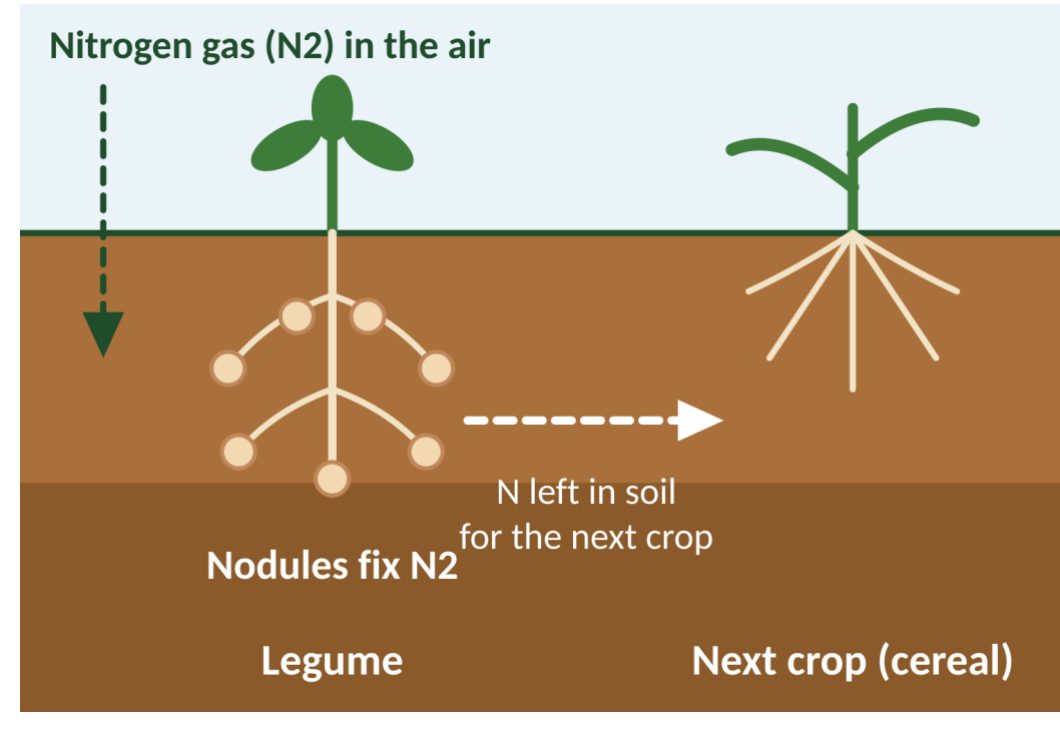 Nitrogen gas (N2) in the air
N left in soil
for the next crop
Nodules fix N2
Legume
Next crop (cereal)